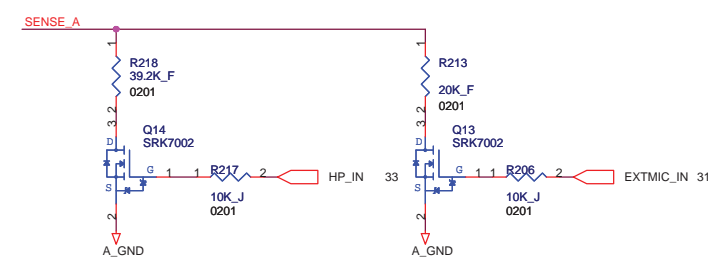 SENSE_A
1
1
R218
39.2K_F
0201
R213
20K_F
0201
2
3
2
3
Q14
SRK7002
Q13
SRK7002
D
G
S
1
1
R217
2
HP_IN
33
10K_J
0201
D
G
S
1
1
R206
2
EXTMIC_IN
31
10K_J
0201
2
2
A_GND
A_GND